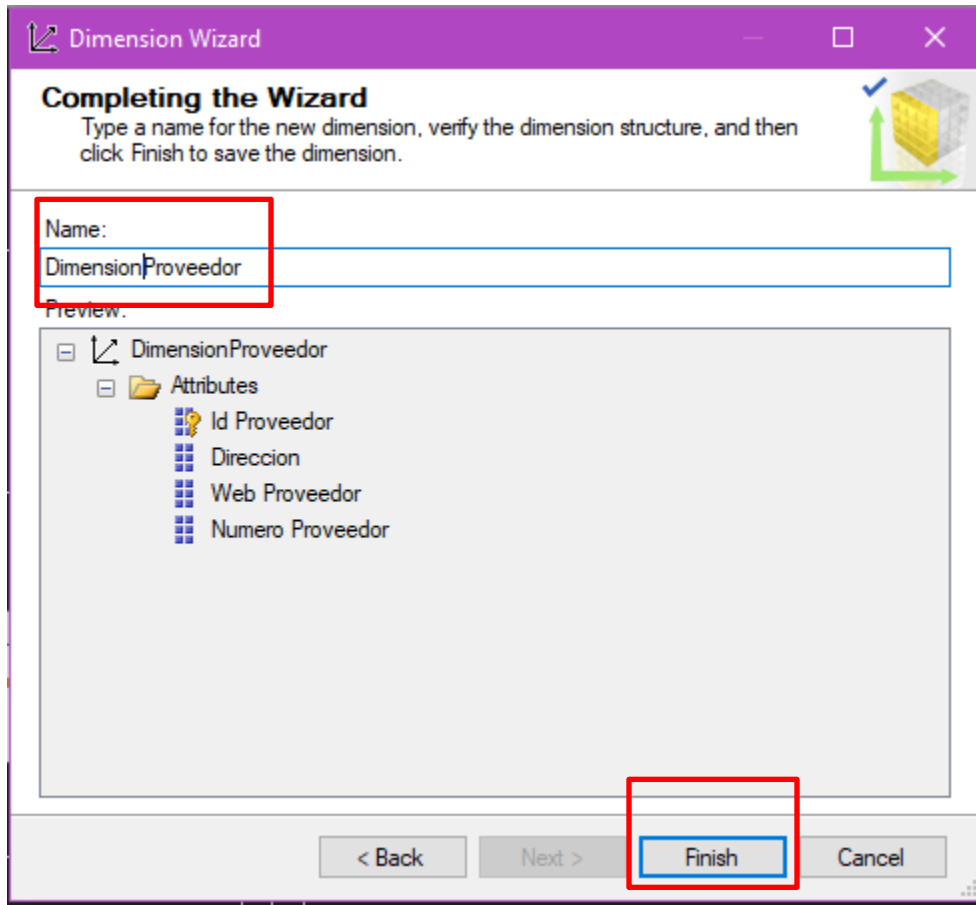 Dimension Wizard
Completing the Wizard
Type a name for the new dimension, verify the dimension structure, and then
click Finish to save the dimension.
Name:
DimensionProveedor
Preview:
DimensionProveedor
Attributes
Id Proveedor
Direccion
Web Proveedor
Numero Proveedor
< Back
Next >
Finish
Cancel